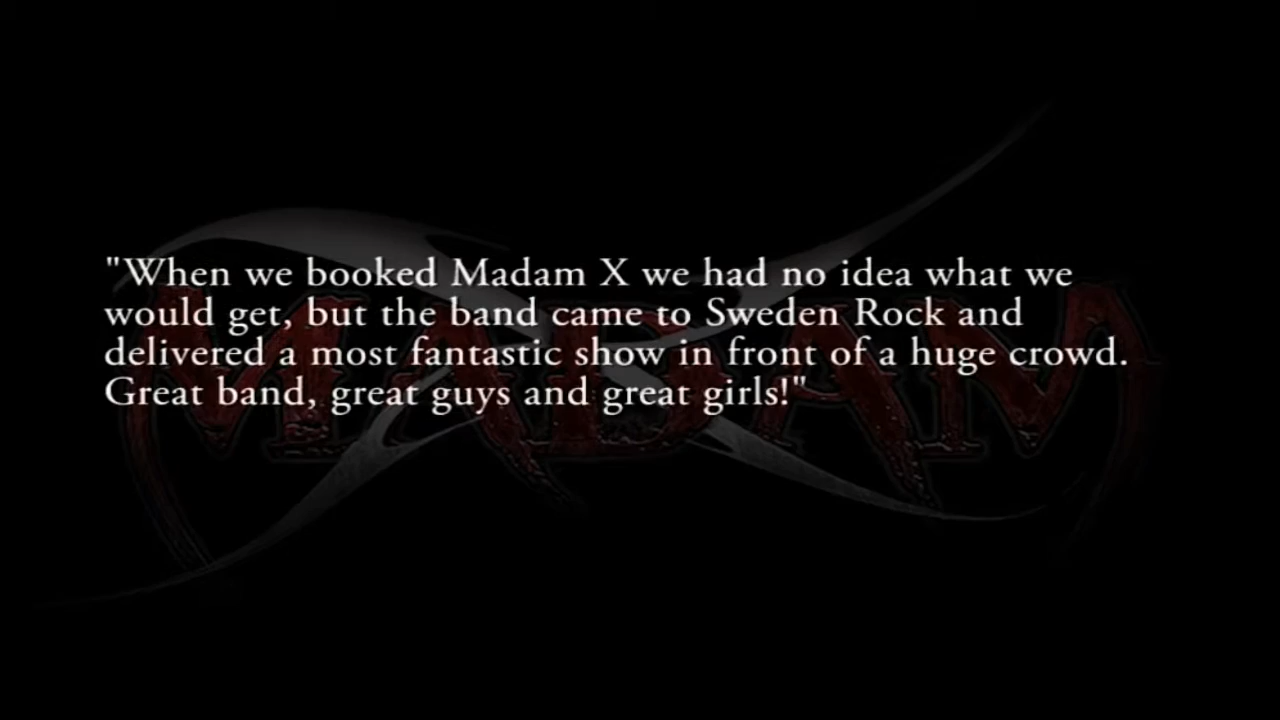 "When we booked Madam X we had no idea what we
would get, but the band came to Sweden Rock and
delivered a most fantastic show in front of a huge crowd.
Great band, great guys and great girls!"
MADAM X